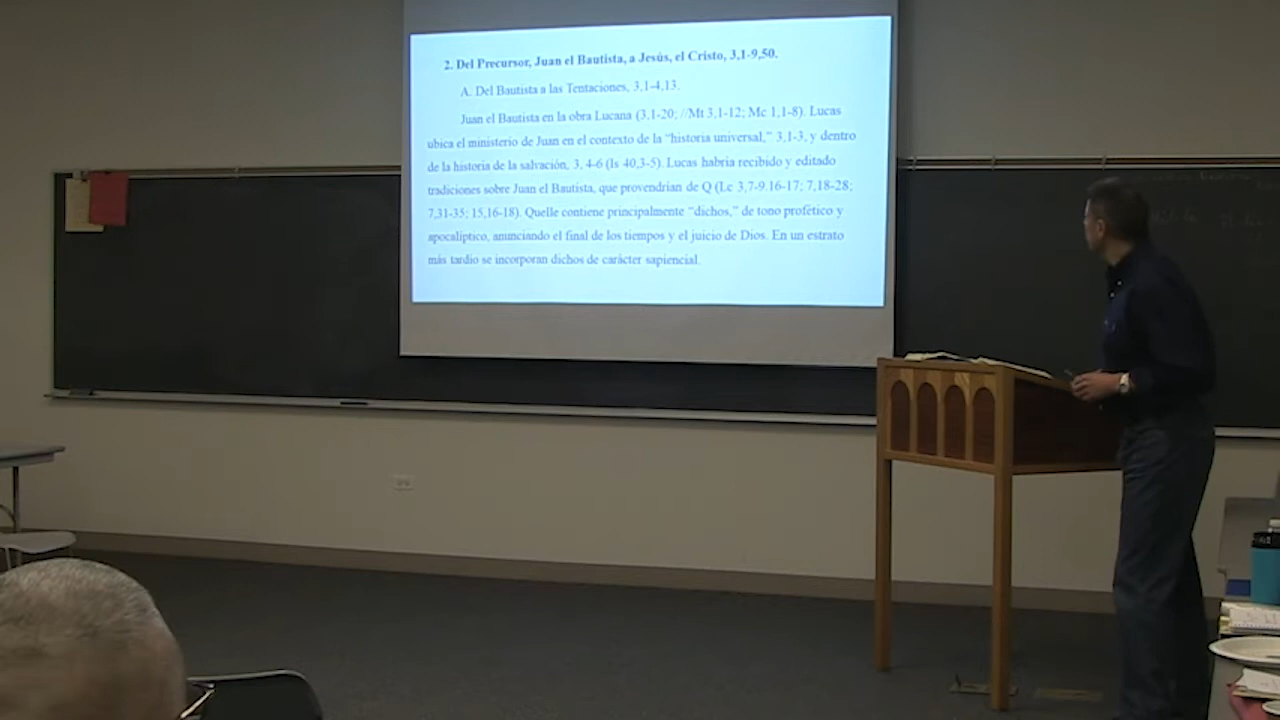 2. Del Precursor, Juan el Bautista, a Jesús, el Cristo, 3,1-9,50.
A. Del Bautista a las Tentaciones, 3,1-4,13.
Juan el Bautista en la obra Lucana (3,1-20; //Mt 3,1-12; Mc 1,1-8). Lucas
ubica el ministerio de Juan en el contexto de la “historia universal,” 3,1-3, y dentro
de la historia de la salvación, 3, 4-6 (Is 40,3-5). Lucas habría recibido y editado
tradiciones sobre Juan el Bautista, que provendrían de Q (Lc 3,7-9.16-17; 7,18-28;
7,31-35; 15,16-18). Quelle contiene principalmente “dichos,” de tono profético y
apocalíptico, anunciando el final de los tiempos y el juicio de Dios. En un estrato
más tardío se incorporan dichos de carácter sapiencial.